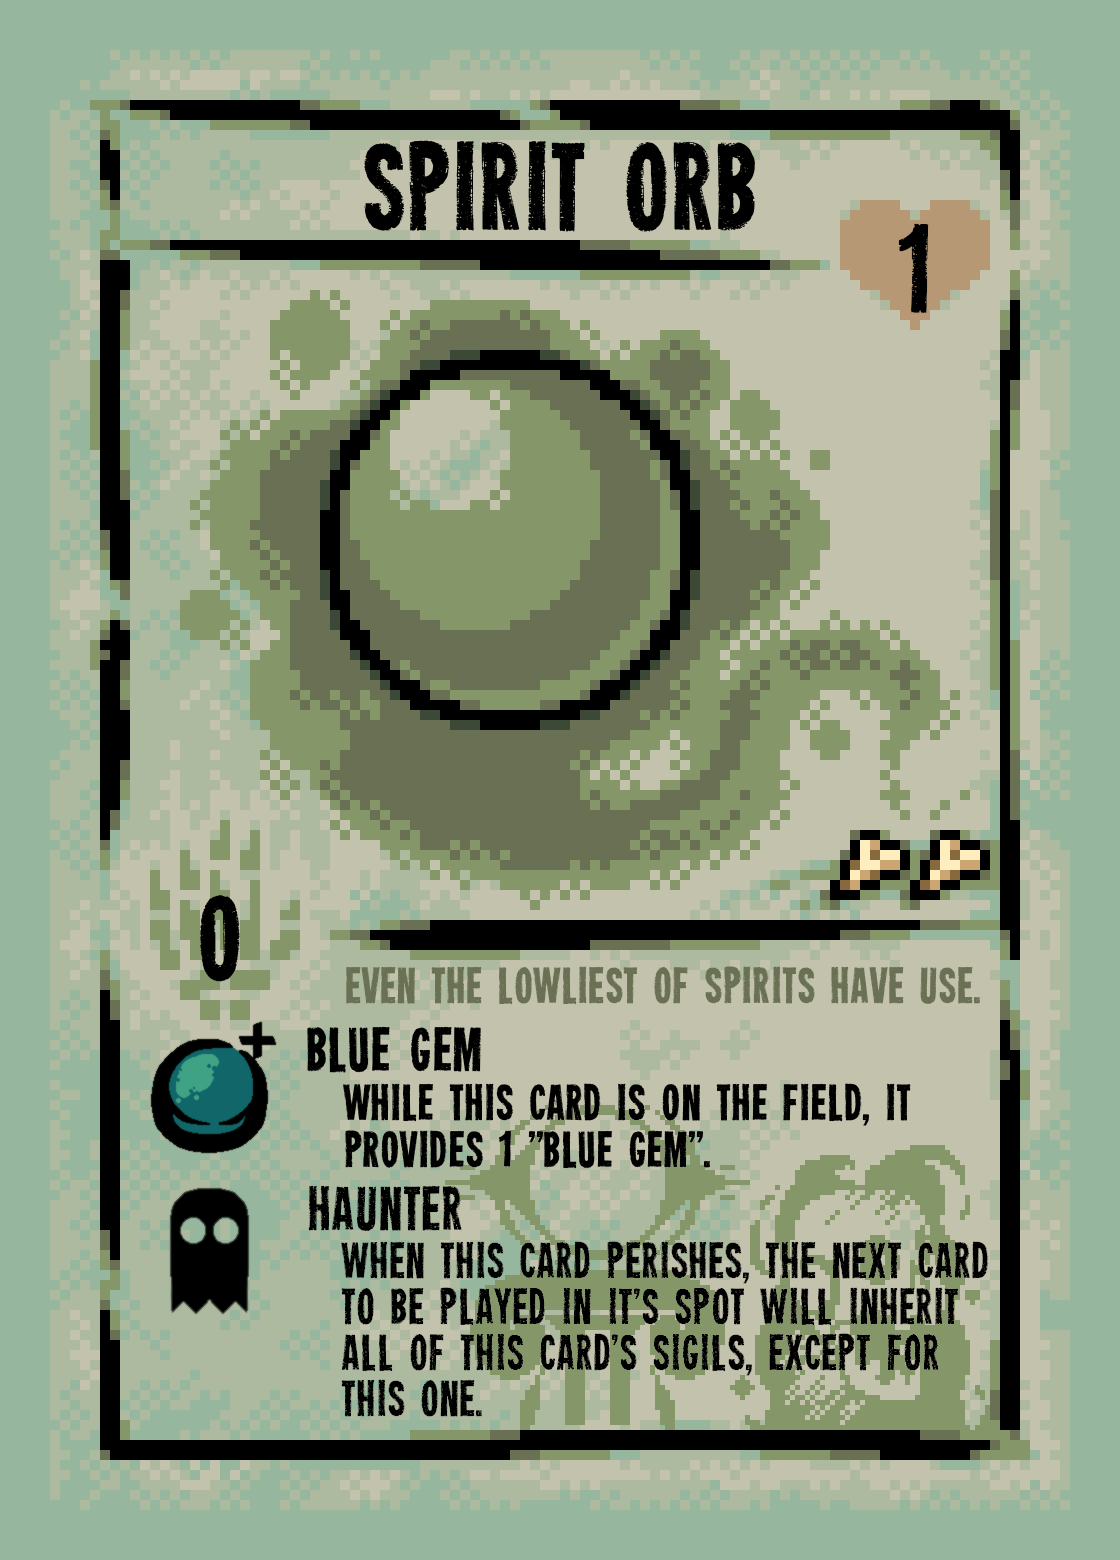 SPIRIT ORB
1
0
EVEN THE LOWLIEST OF SPIRITS HAVE USE.
BLUE GEM
WHILE THIS CARD IS ON THE FIELD, IT
PROVIDES 1 "BLUE GEM".
HAUNTER
WHEN THIS CARD PERISHES, THE NEXT CARD
TO BE PLAYED IN IT'S SPOT WILL INHERIT
ALL OF THIS CARD'S SIGILS, EXCEPT FOR
THIS ONE.